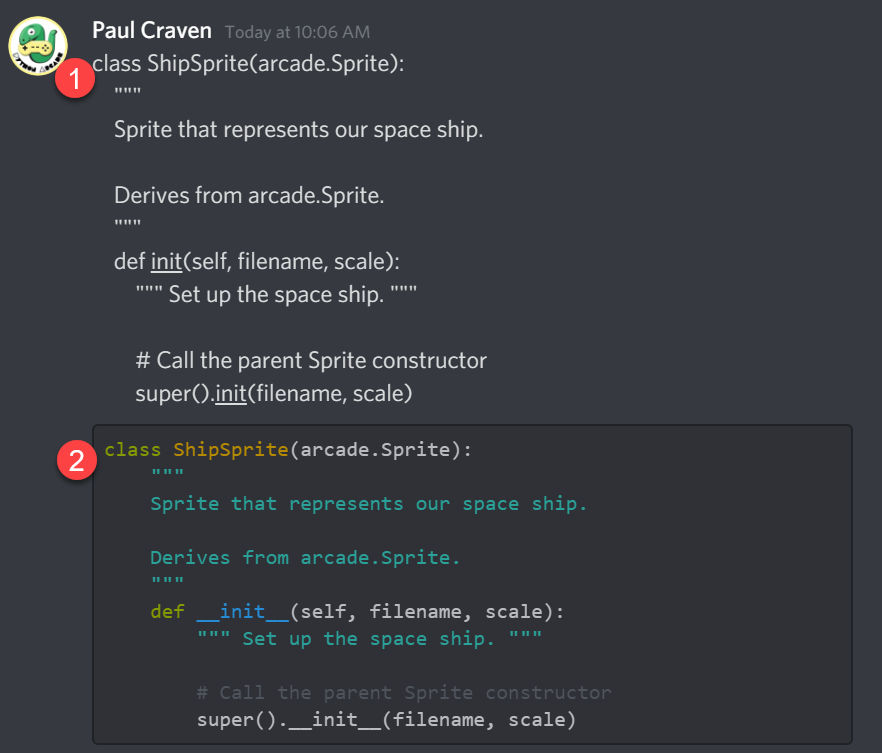 Paul Craven Today at 10:06 AM
1 class ShipSprite(arcade.Sprite):
"""
Sprite that represents our space ship.
Derives from arcade.Sprite.
"""
def init(self, filename, scale):
""" Set up the space ship. """
# Call the parent Sprite constructor
super().init(filename, scale)
2 class ShipSprite(arcade.Sprite):
"""
Sprite that represents our space ship.
Derives from arcade.Sprite.
"""
def __init__(self, filename, scale):
""" Set up the space ship. """
# Call the parent Sprite constructor
super().__init__(filename, scale)